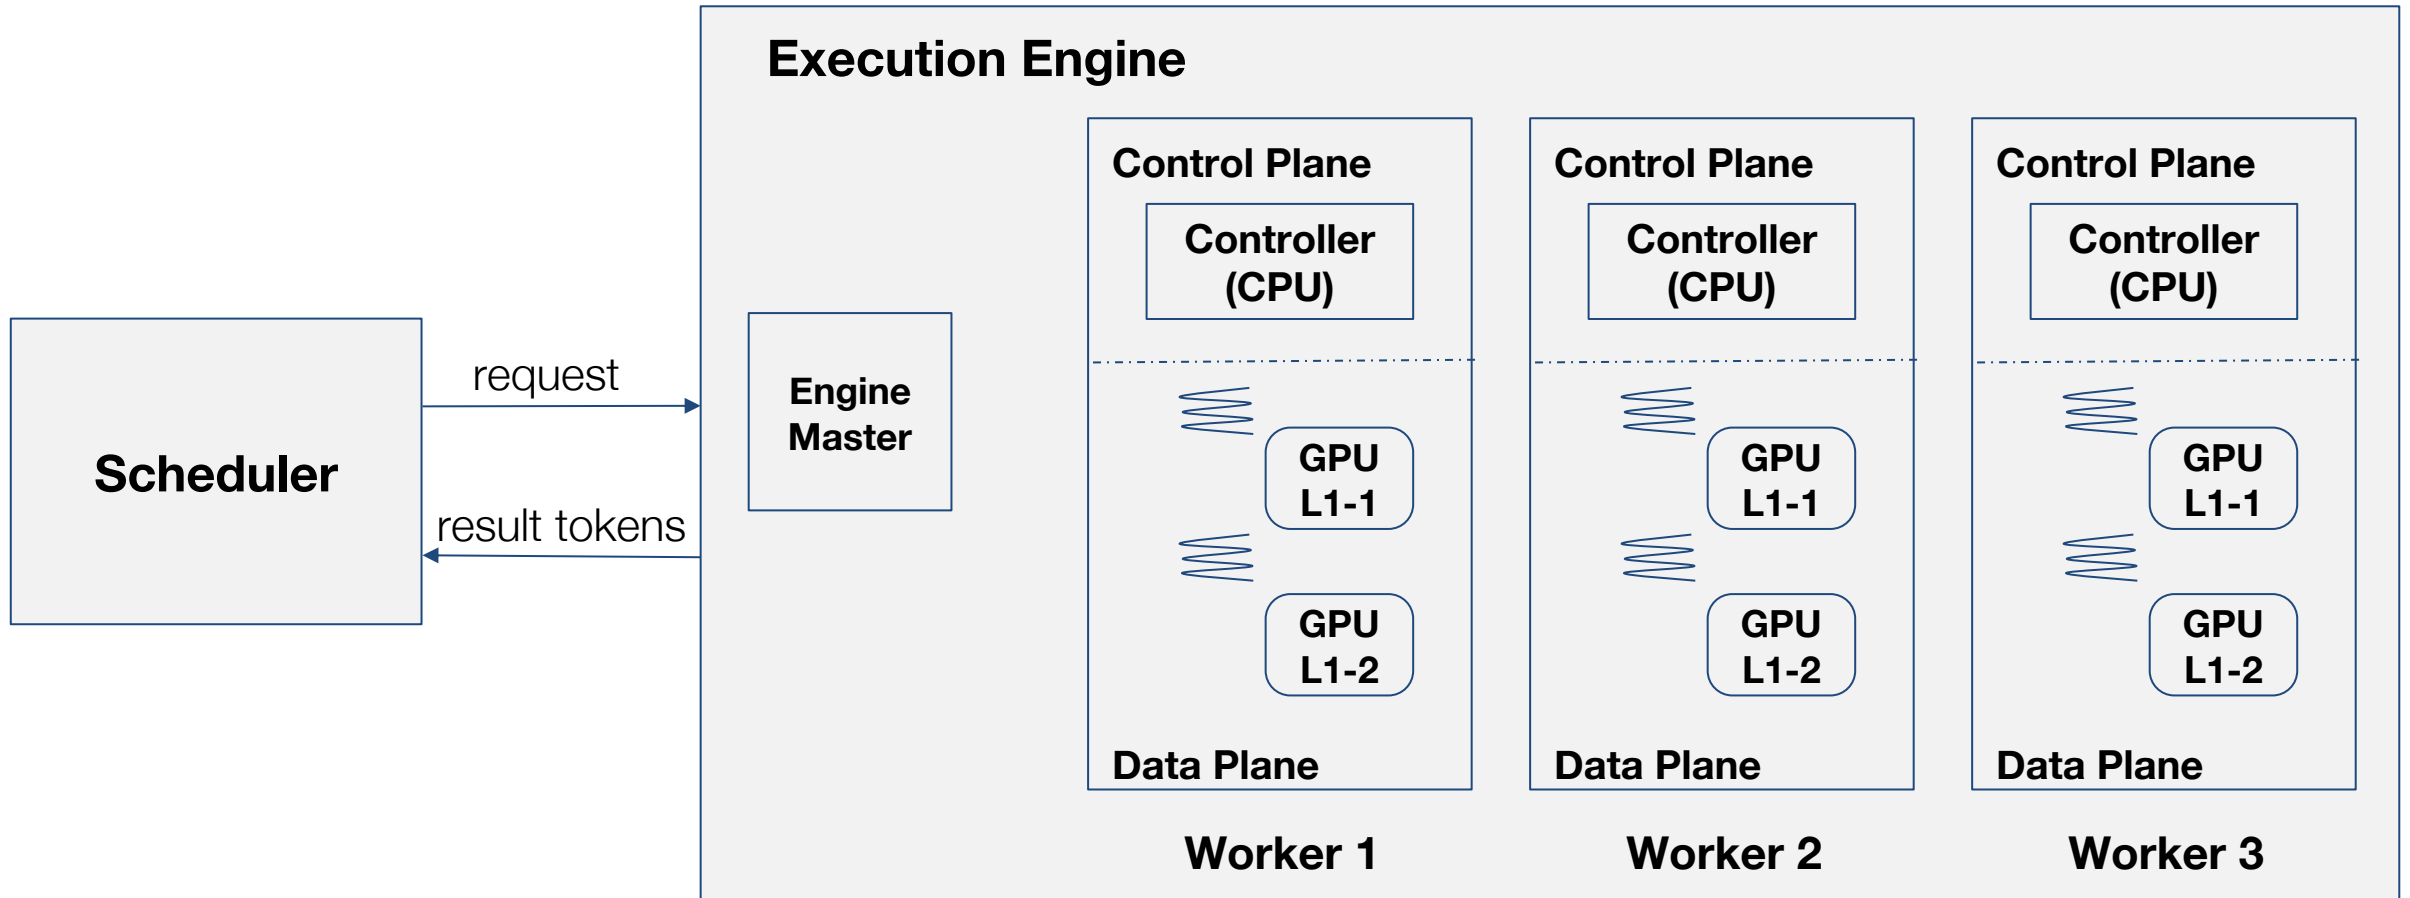 Execution Engine
Scheduler
request
result tokens
Engine
Master
Control Plane
Controller
(CPU)
GPU
L1-1
GPU
L1-2
Data Plane
Worker 1
Control Plane
Controller
(CPU)
GPU
L1-1
GPU
L1-2
Data Plane
Worker 2
Control Plane
Controller
(CPU)
GPU
L1-1
GPU
L1-2
Data Plane
Worker 3